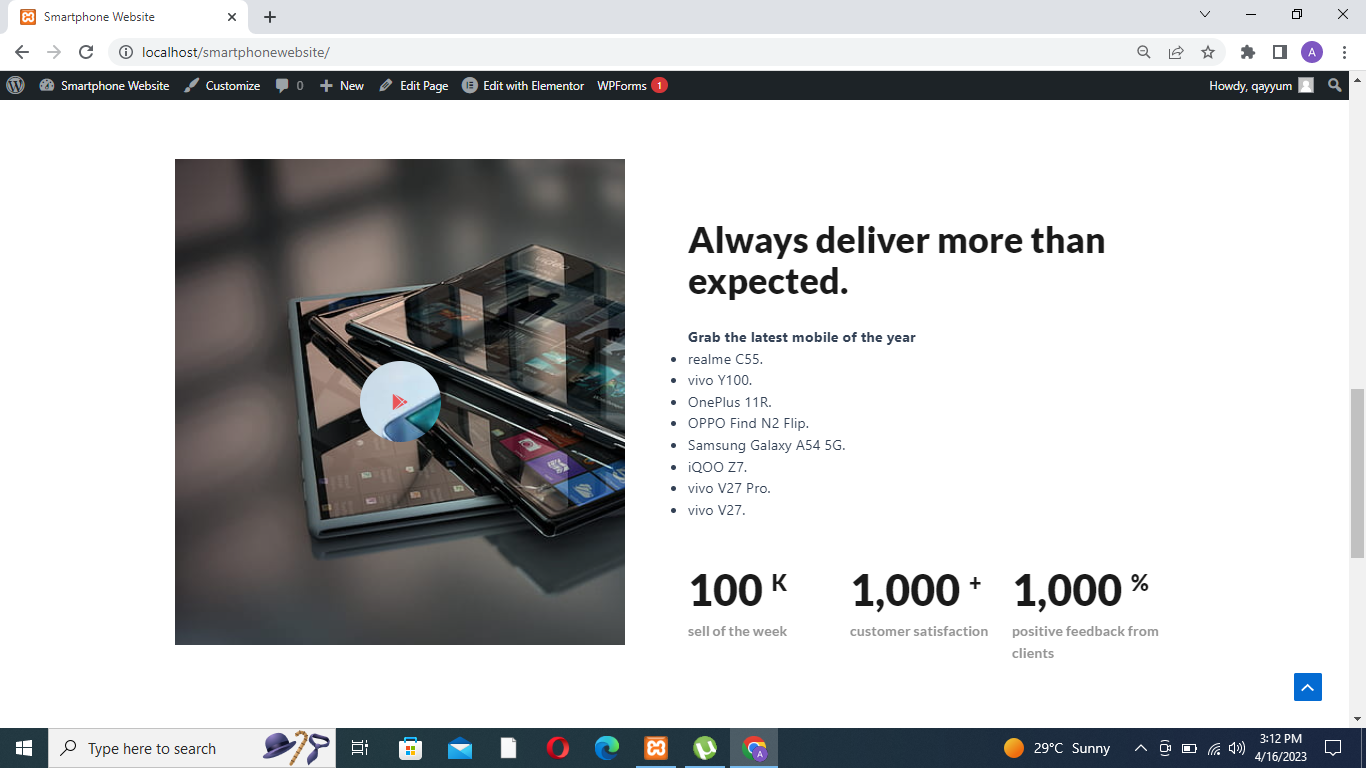 Smartphone Website
localhost/smartphonewebsite/
A
Smartphone Website
Customize
0
New
Edit Page
Edit with Elementor
WPForms 1
Howdy, qayyum
Always deliver more than
expected.
Grab the latest mobile of the year
realme C55.
vivo Y100.
OnePlus 11R.
OPPO Find N2 Flip.
Samsung Galaxy A54 5G.
iQOO Z7.
vivo V27 Pro.
vivo V27.
100 K
sell of the week
1,000 +
customer satisfaction
1,000 %
positive feedback from
clients
Type here to search
A
29°C Sunny
3:12 PM
4/16/2023